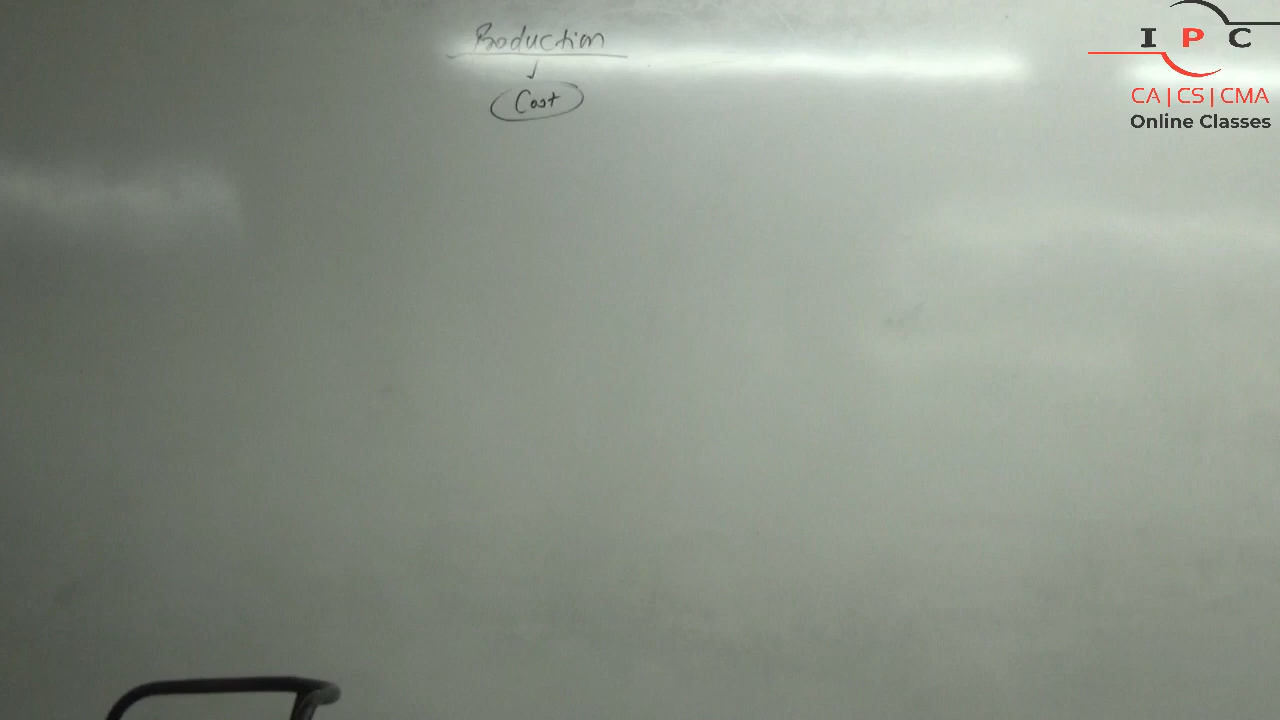 Production
Cost
I P C
CA | CS | CMA
Online Classes